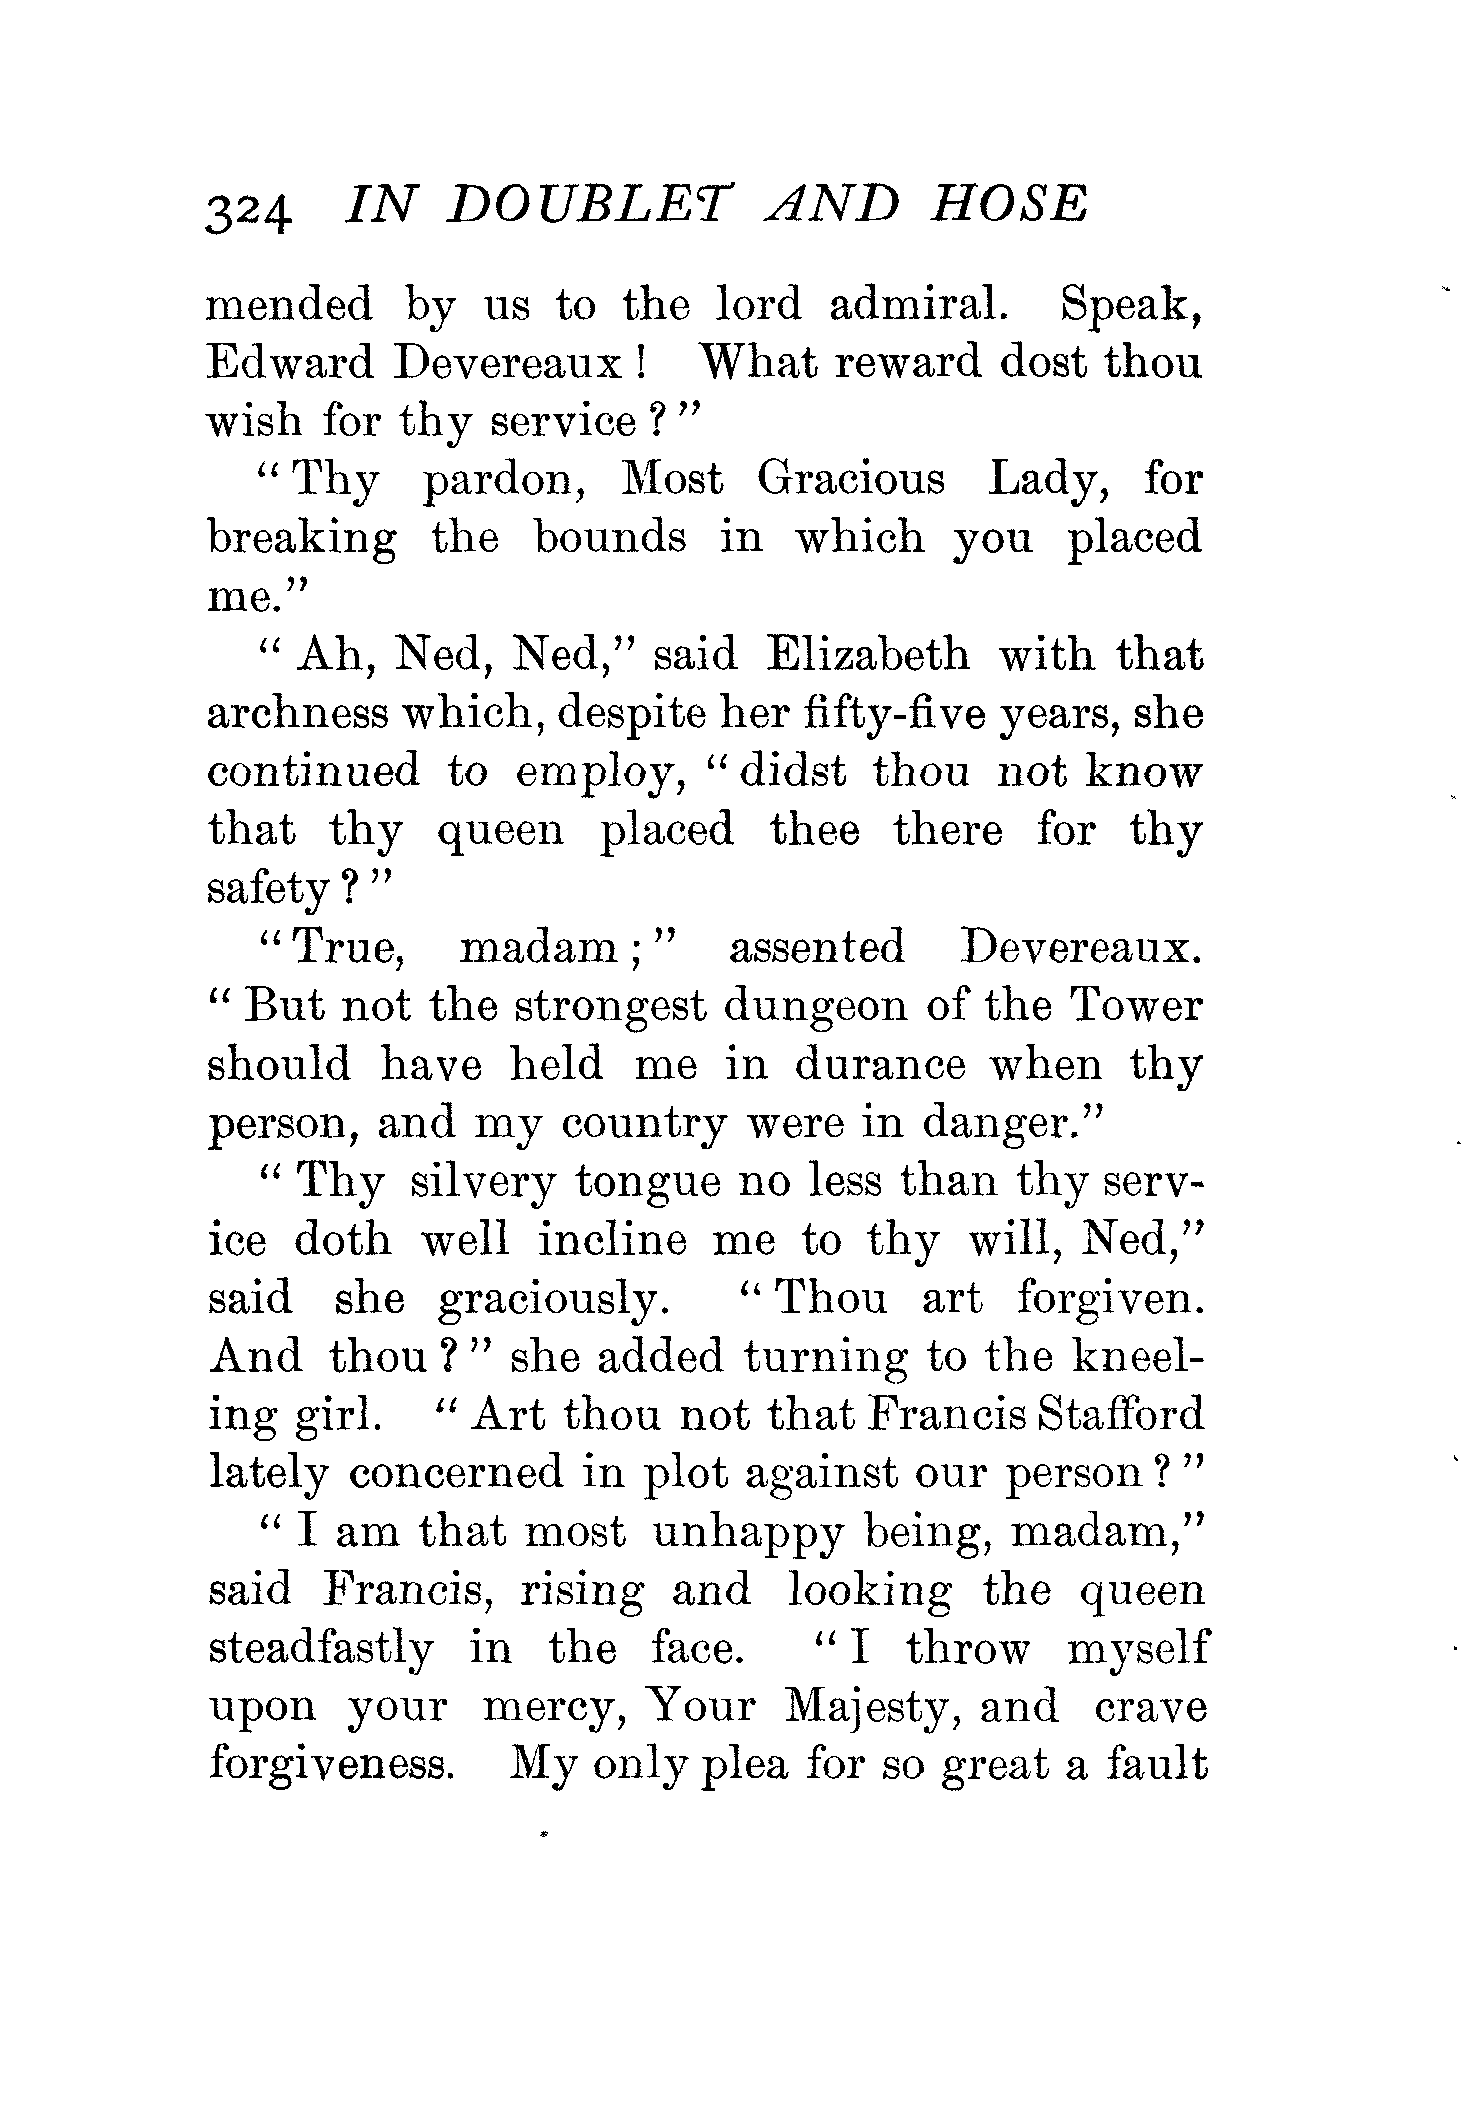 324 IN DOUBLET AND HOSE
mended by us to the lord admiral. Speak,
Edward Devereaux! What reward dost thou
wish for thy service?"
"Thy pardon, Most Gracious Lady, for
breaking the bounds in which you placed
me."
"Ah, Ned, Ned," said Elizabeth with that
archness which, despite her fifty-five years, she
continued to employ, "didst thou not know
that thy queen placed thee there for thy
safety?"
"True, madam;" assented Devereaux.
"But not the strongest dungeon of the Tower
should have held me in durance when thy
person, and my country were in danger."
"Thy silvery tongue no less than thy serv-
ice doth well incline me to thy will, Ned,"
said she graciously. "Thou art forgiven.
And thou?" she added turning to the kneel-
ing girl. "Art thou not that Francis Stafford
lately concerned in plot against our person?"
"I am that most unhappy being, madam,"
said Francis, rising and looking the queen
steadfastly in the face. "I throw myself
upon your mercy, Your Majesty, and crave
forgiveness. My only plea for so great a fault